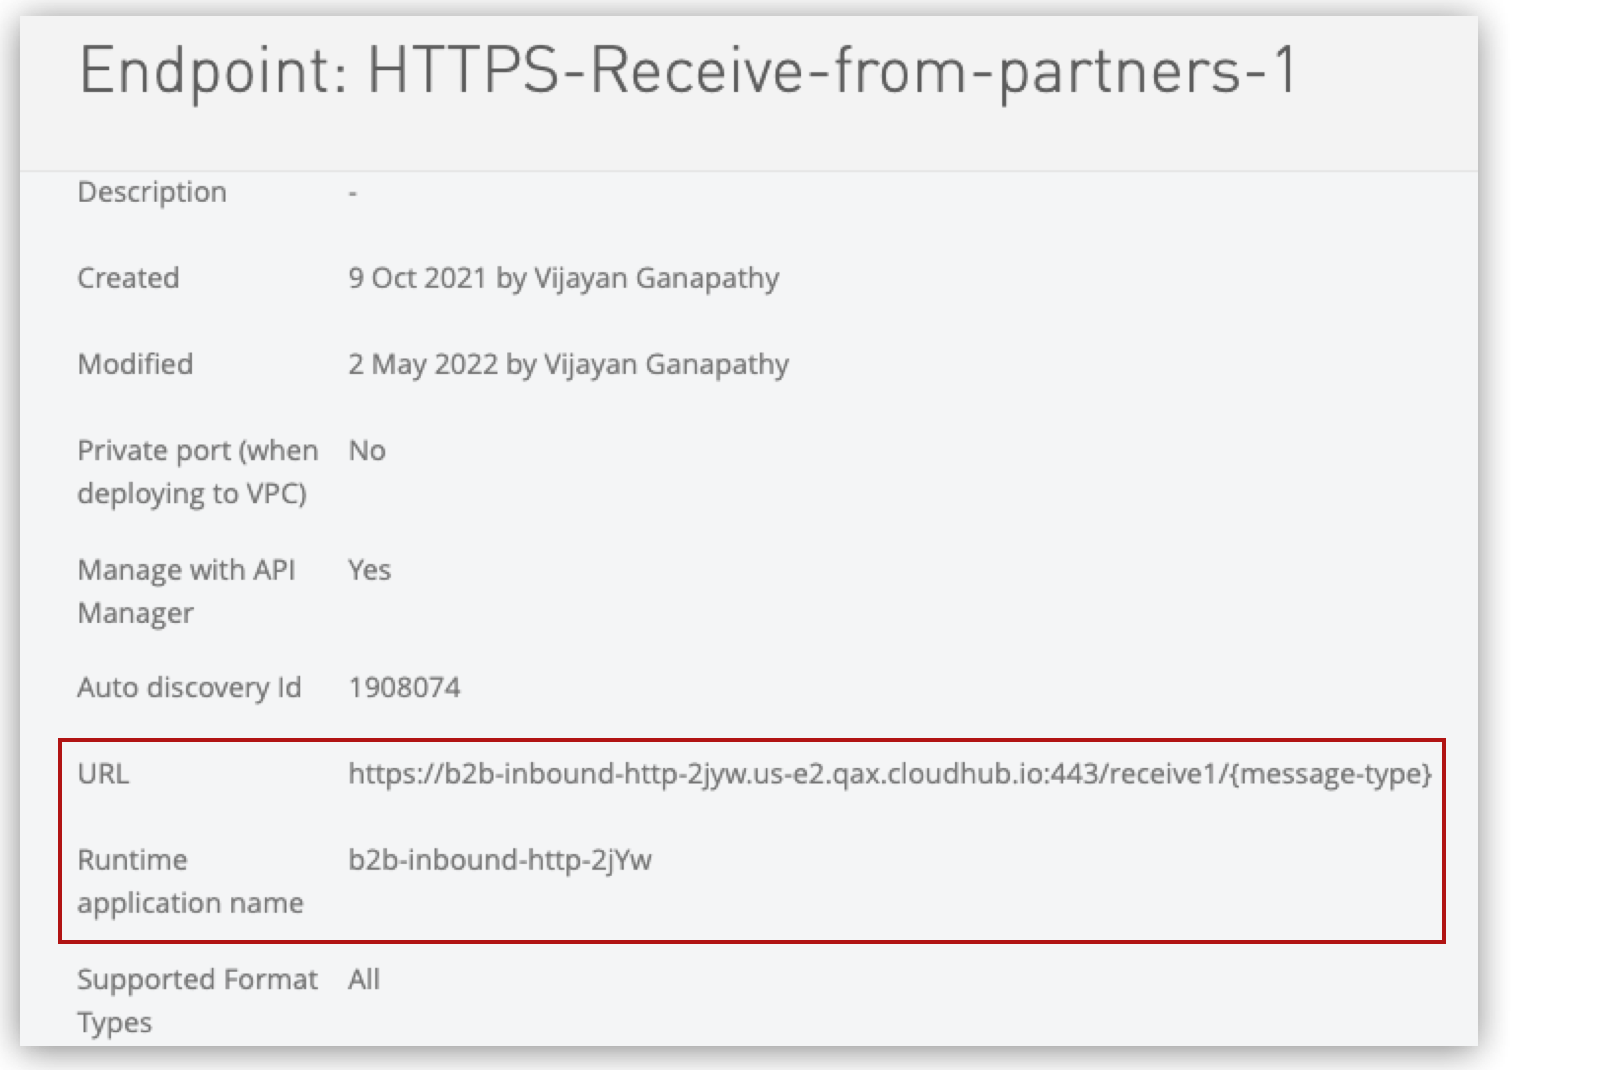 Endpoint: HTTPS-Receive-from-partners-1
Description -
Created 9 Oct 2021 by Vijayan Ganapathy
Modified 2 May 2022 by Vijayan Ganapathy
Private port (when No
deploying to VPC)
Manage with API Yes
Manager
Auto discovery Id 1908074
URL https://b2b-inbound-http-2jyw.us-e2.qax.cloudhub.io:443/receive1/{message-type}
Runtime b2b-inbound-http-2jYw
application name
Supported Format All
Types